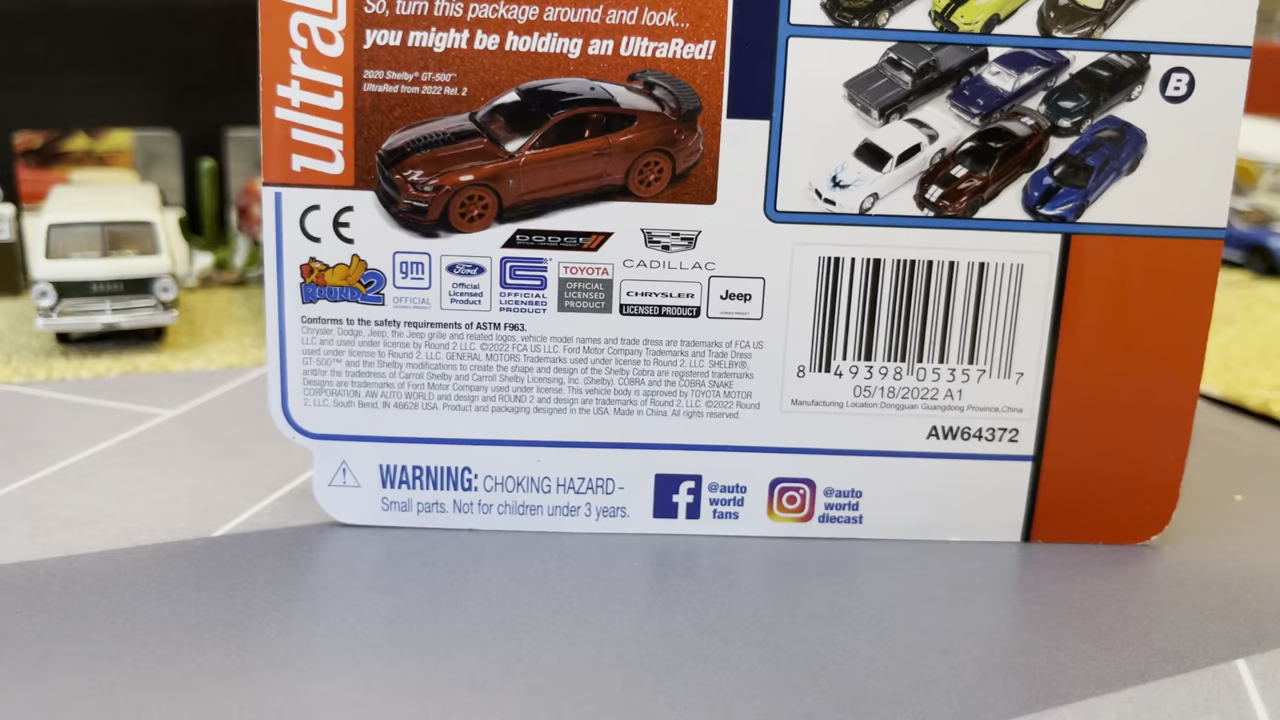 ultra
So, turn this package around and look...
you might be holding an UltraRed!
2020 Shelby® GT-500™
UltraRed from 2022 Rel. 2
B
CE
DODGE
OFFICIAL LICENSED PRODUCT
CADILLAC
ROUND 2
gm
OFFICIAL
Ford
Official
Licensed
Product
CS
OFFICIAL
LICENSED
PRODUCT
TOYOTA
OFFICIAL
LICENSED
PRODUCT
CHRYSLER
LICENSED PRODUCT
Jeep
Conforms to the safety requirements of ASTM F963.
Chrysler, Dodge, Jeep, the Jeep grille and related logos, vehicle model names and trade dress are trademarks of FCA US
LLC and used under license by Round 2, LLC. ©2022 FCA US LLC. Ford Motor Company Trademarks and Trade Dress
used under license to Round 2, LLC. GENERAL MOTORS Trademarks used under license to Round 2, LLC. SHELBY®,
GT-500™ and the Shelby modifications to create the shape and design of the Shelby Cobra are registered trademarks
and/or the tradedress of Carroll Shelby and Carroll Shelby Licensing, Inc. (Shelby). COBRA and the COBRA SNAKE
Designs are trademarks of Ford Motor Company used under license. This vehicle body is approved by TOYOTA MOTOR
CORPORATION. AW AUTO WORLD and design and ROUND 2 and design are trademarks of Round 2, LLC. ©2022 Round
2, LLC, South Bend, IN 46628 USA. Product and packaging designed in the USA. Made in China. All rights reserved.
8 49398 05357 7
05/18/2022 A1
Manufacturing Location:Dongguan Guangdong Province,China
AW64372
WARNING: CHOKING HAZARD –
Small parts. Not for children under 3 years.
@auto
world
fans
@auto
world
diecast